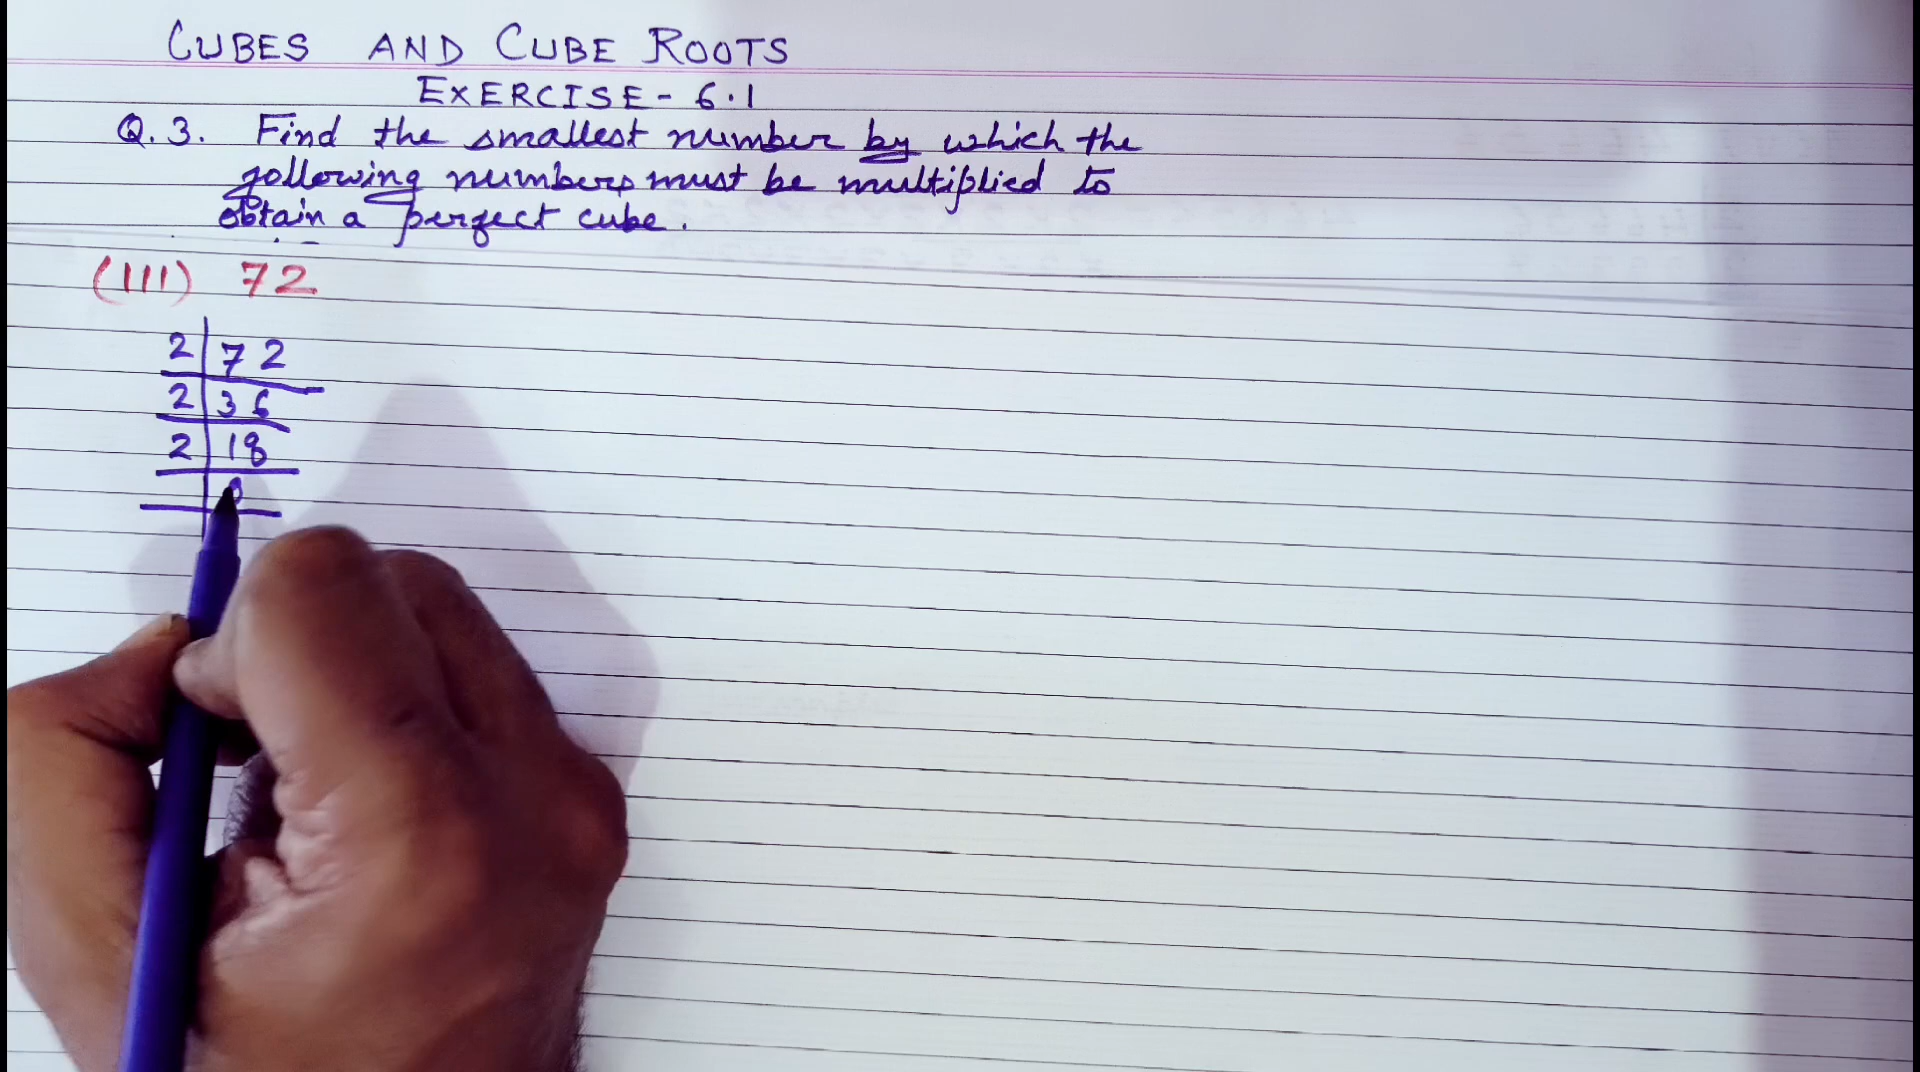 CUBES AND CUBE ROOTS
EXERCISE - 6.1
Q.3. Find the smallest number by which the
following numbers must be multiplied to
obtain a perfect cube.
(III) 72
2 72
2 36
2 18